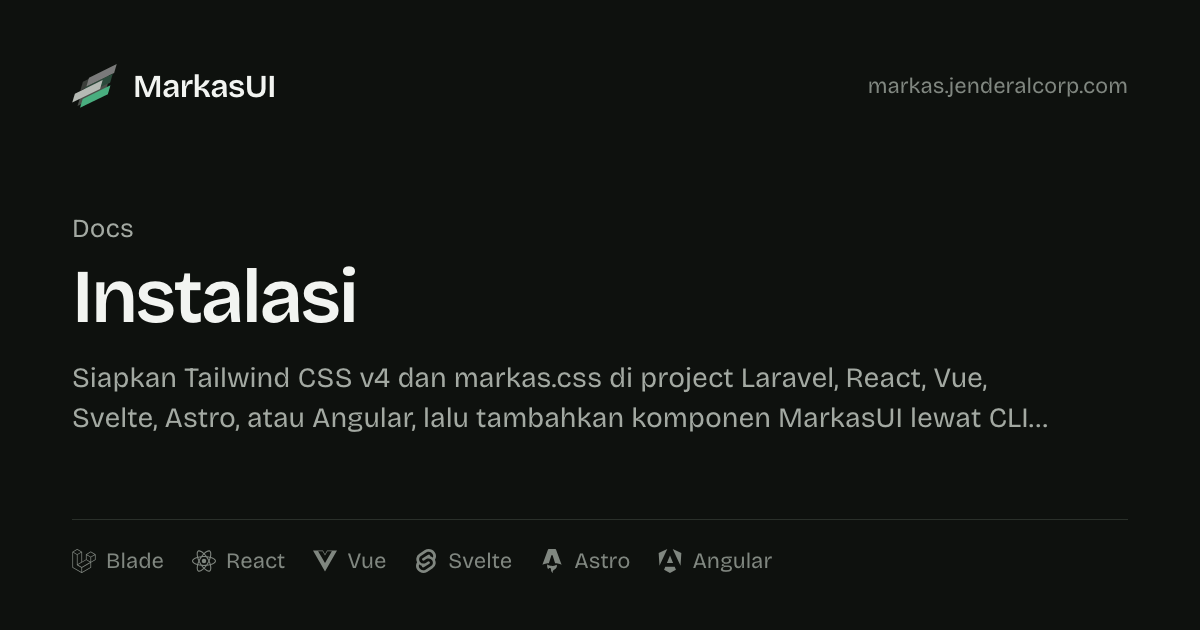 MarkasUI
markas.jenderalcorp.com
Docs
Instalasi
Siapkan Tailwind CSS v4 dan markas.css di project Laravel, React, Vue,
Svelte, Astro, atau Angular, lalu tambahkan komponen MarkasUI lewat CLI...
Blade React Vue Svelte Astro Angular